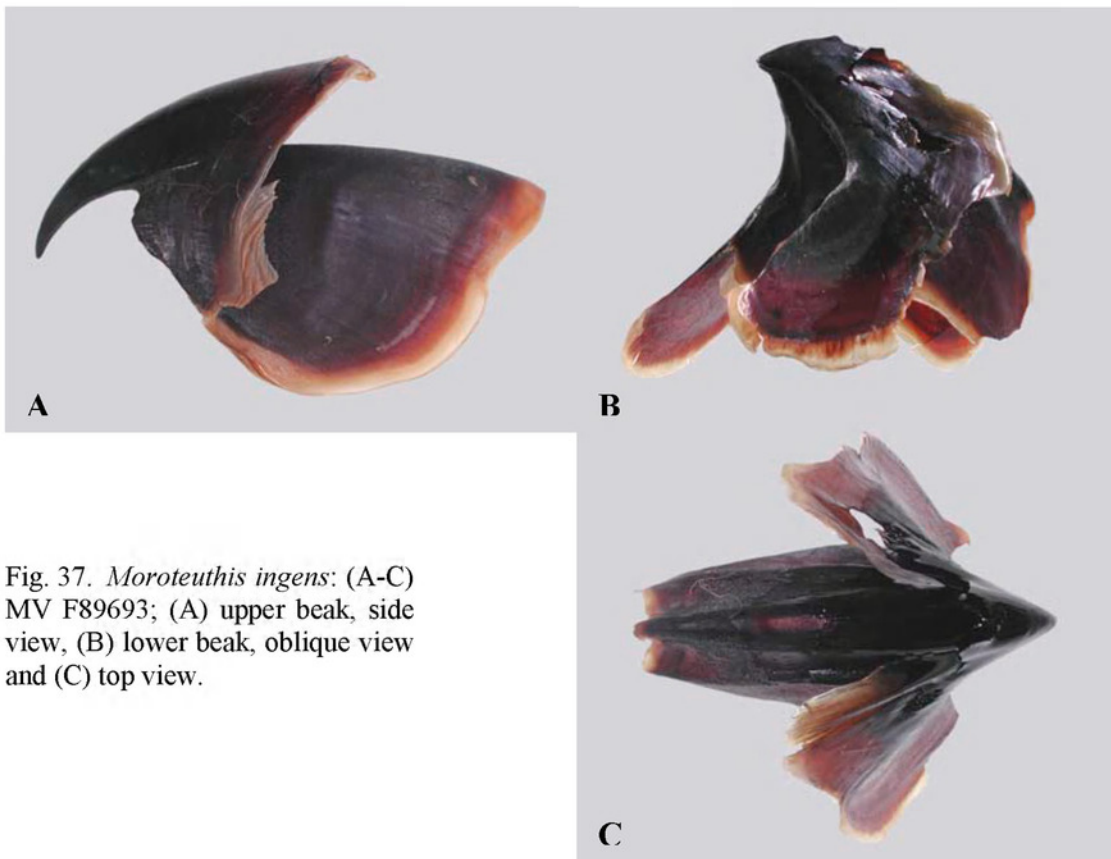 A
B
Fig. 37. Moroteuthis ingens: (A-C)
MV F89693; (A) upper beak, side
view, (B) lower beak, oblique view
and (C) top view.
C